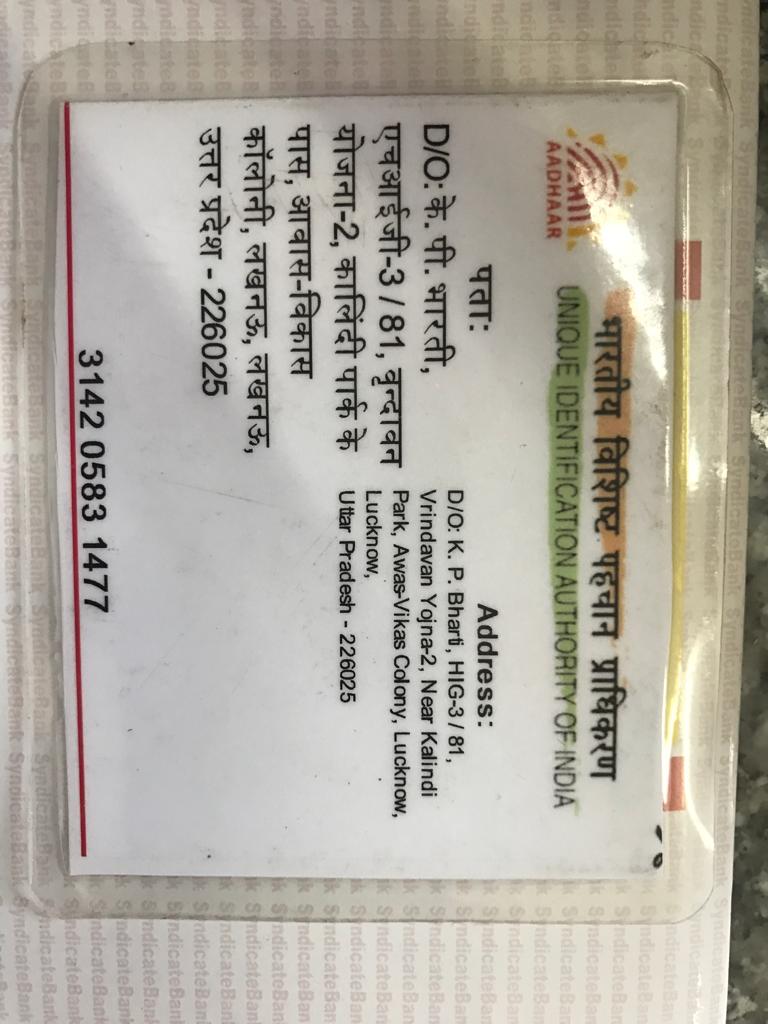 भारतीय विशिष्ट पहचान प्राधिकरण
UNIQUE IDENTIFICATION AUTHORITY OF INDIA
AADHAAR
पता:
D/O: के. पी. भारती,
एचआईजी-3 / 81, वृन्दावन
योजना-2, कालिंदी पार्क के
पास, आवास-विकास
कॉलोनी, लखनऊ, लखनऊ,
उत्तर प्रदेश - 226025
Address:
D/O: K. P. Bharti, HIG-3 / 81,
Vrindavan Yojna-2, Near Kalindi
Park, Awas-Vikas Colony, Lucknow,
Lucknow,
Uttar Pradesh - 226025
3142 0583 1477
SyndicateBank